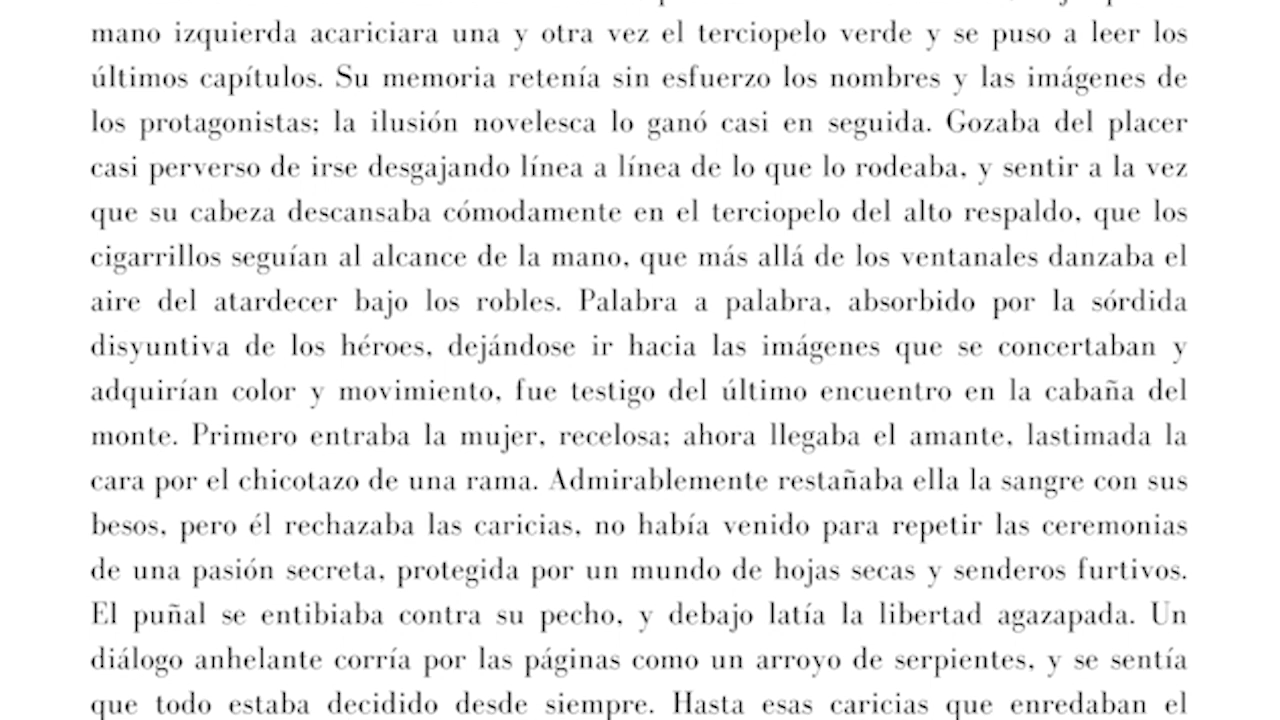 mano izquierda acariciara una y otra vez el terciopelo verde y se puso a leer los
últimos capítulos. Su memoria retenía sin esfuerzo los nombres y las imágenes de
los protagonistas; la ilusión novelesca lo ganó casi en seguida. Gozaba del placer
casi perverso de irse desgajando línea a línea de lo que lo rodeaba, y sentir a la vez
que su cabeza descansaba cómodamente en el terciopelo del alto respaldo, que los
cigarrillos seguían al alcance de la mano, que más allá de los ventanales danzaba el
aire del atardecer bajo los robles. Palabra a palabra, absorbido por la sórdida
disyuntiva de los héroes, dejándose ir hacia las imágenes que se concertaban y
adquirían color y movimiento, fue testigo del último encuentro en la cabaña del
monte. Primero entraba la mujer, recelosa; ahora llegaba el amante, lastimada la
cara por el chicotazo de una rama. Admirablemente restañaba ella la sangre con sus
besos, pero él rechazaba las caricias, no había venido para repetir las ceremonias
de una pasión secreta, protegida por un mundo de hojas secas y senderos furtivos.
El puñal se entibiaba contra su pecho, y debajo latía la libertad agazapada. Un
diálogo anhelante corría por las páginas como un arroyo de serpientes, y se sentía
que todo estaba decidido desde siempre. Hasta esas caricias que enredaban el